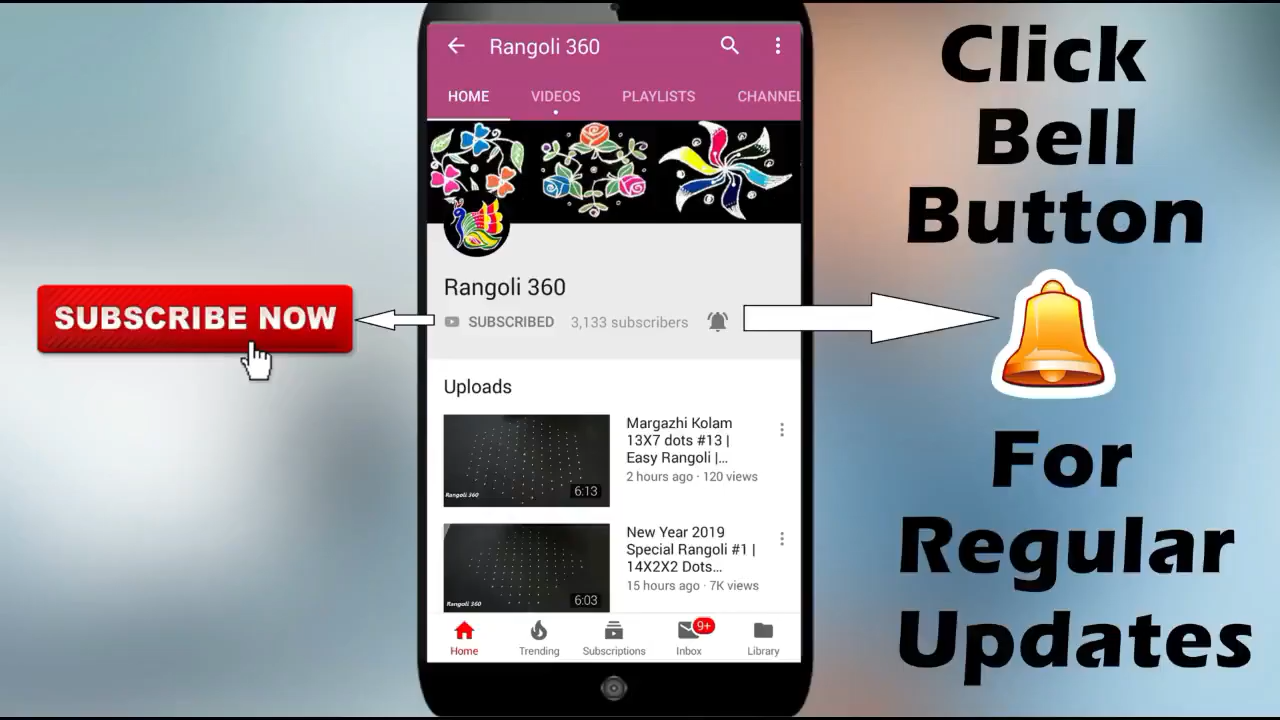 Rangoli 360
HOME VIDEOS PLAYLISTS CHANNEL
Rangoli 360
SUBSCRIBED 3,133 subscribers
Uploads
Margazhi Kolam
13X7 dots #13 |
Easy Rangoli |...
2 hours ago · 120 views
6:13
Rangoli 360
New Year 2019
Special Rangoli #1 |
14X2X2 Dots...
15 hours ago · 7K views
6:03
Rangoli 360
9+
Home Trending Subscriptions Inbox Library
SUBSCRIBE NOW
Click
Bell
Button
For
Regular
Updates